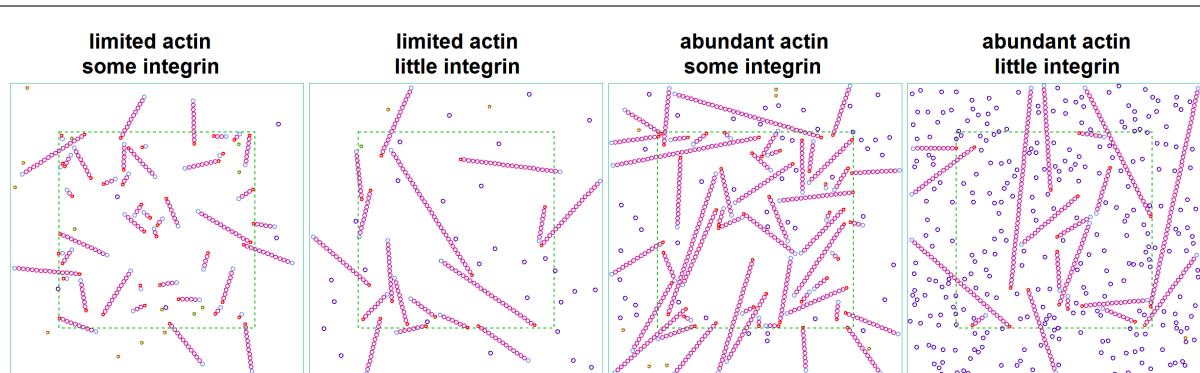 limited actin
some integrin
limited actin
little integrin
abundant actin
some integrin
abundant actin
little integrin